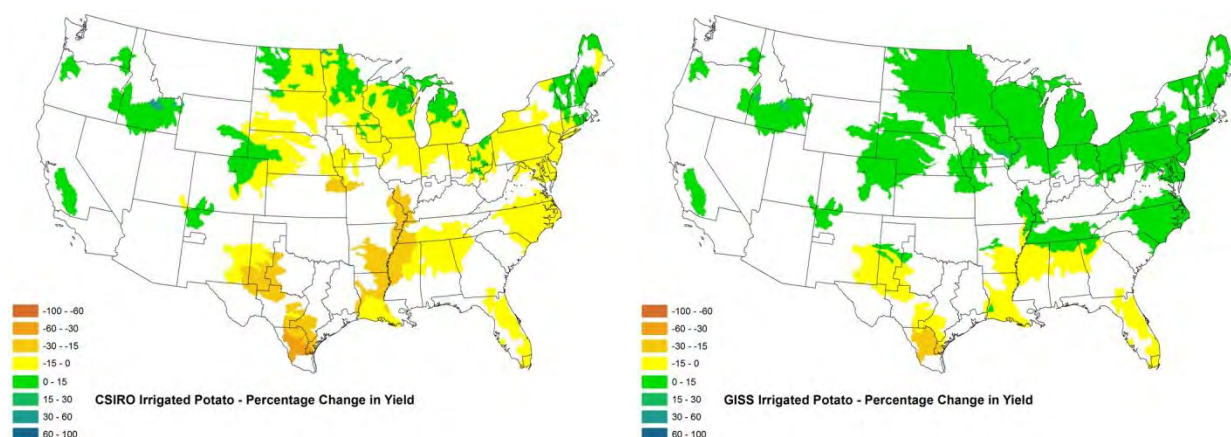 -100 - -60
-60 - -30
-30 - -15
-15 - 0
0 - 15
15 - 30
30 - 60
60 - 100
CSIRO Irrigated Potato - Percentage Change in Yield
-100 - -60
-60 - -30
-30 - -15
-15 - 0
0 - 15
15 - 30
30 - 60
60 - 100
GISS Irrigated Potato - Percentage Change in Yield